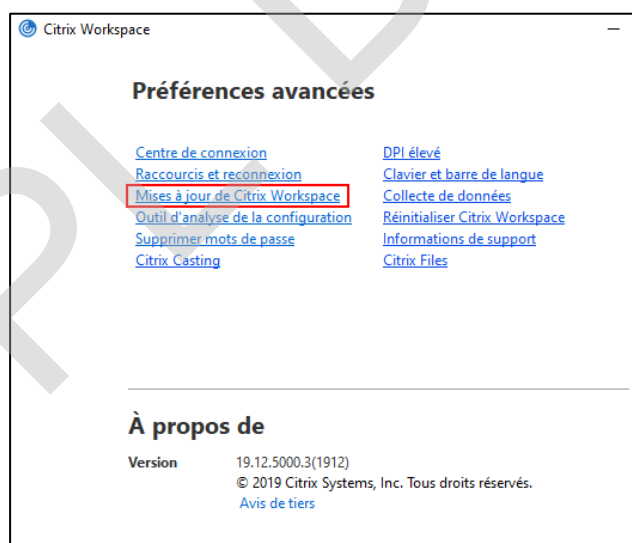 Citrix Workspace
Préférences avancées
Centre de connexion
Raccourcis et reconnexion
Mises à jour de Citrix Workspace
Outil d'analyse de la configuration
Supprimer mots de passe
Citrix Casting
DPI élevé
Clavier et barre de langue
Collecte de données
Réinitialiser Citrix Workspace
Informations de support
Citrix Files
À propos de
Version 19.12.5000.3(1912)
© 2019 Citrix Systems, Inc. Tous droits réservés.
Avis de tiers